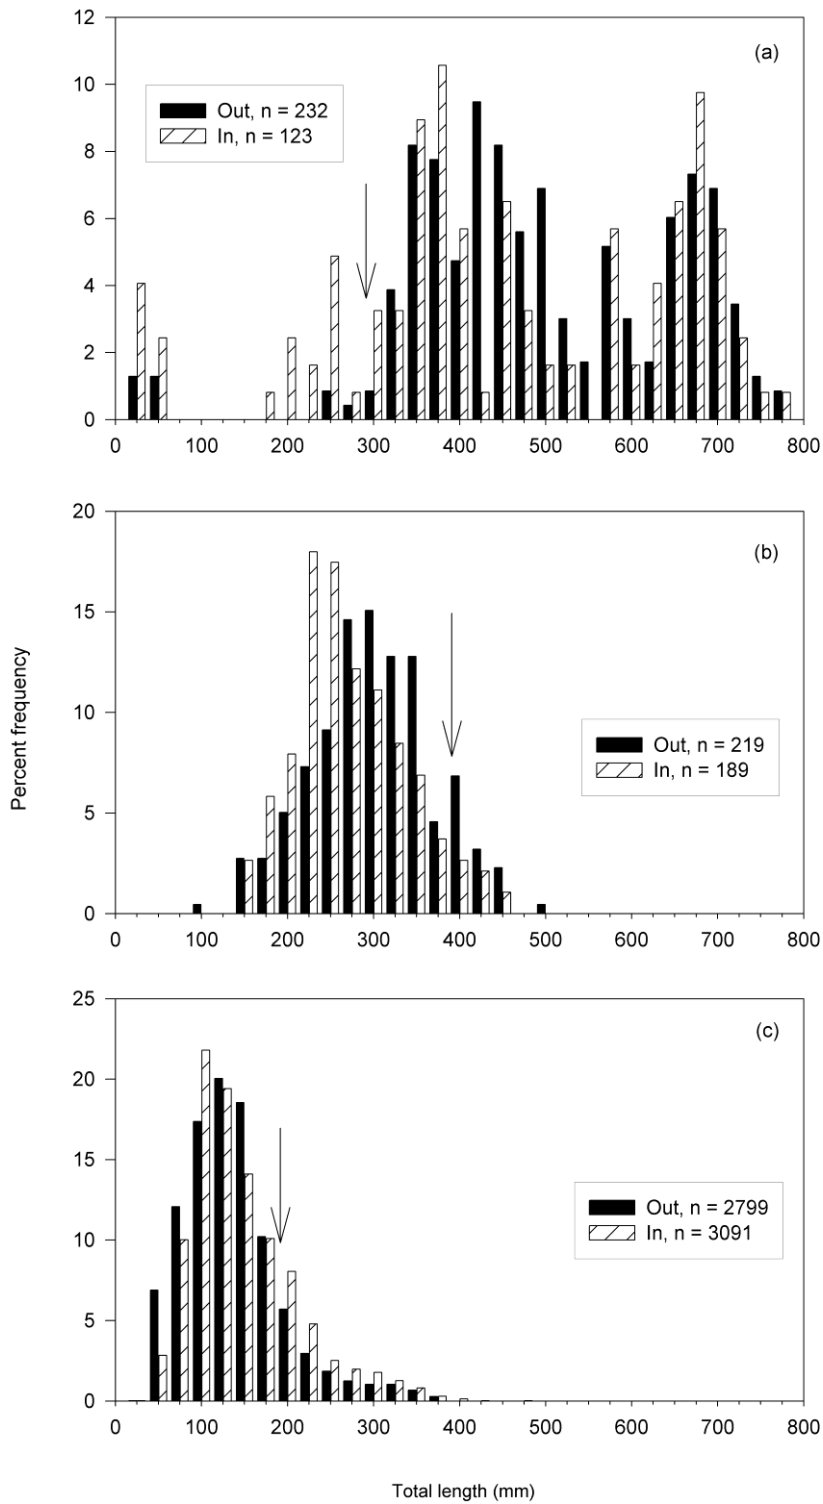 12
(a)
10
Out, n = 232
In, n = 123
8
6
4
2
0
0 100 200 300 400 500 600 700 800
20
(b)
15
10
Out, n = 219
In, n = 189
5
0
0 100 200 300 400 500 600 700 800
Percent frequency
25
(c)
20
15
10
Out, n = 2799
In, n = 3091
5
0
0 100 200 300 400 500 600 700 800
Total length (mm)